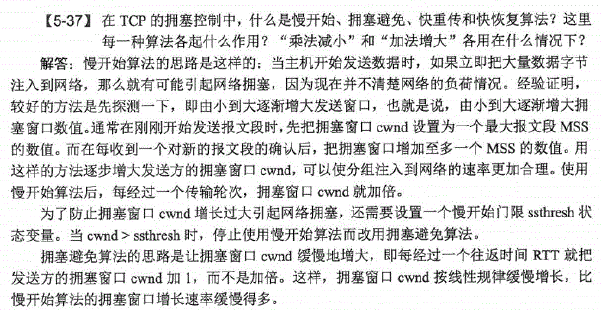 【5-37】 在 TCP 的拥塞控制中，什么是慢开始、拥塞避免、快重传和快恢复算法？这里
每一种算法各起什么作用？“乘法减小”和“加法增大”各用在什么情况下？
解答：慢开始算法的思路是这样的：当主机开始发送数据时，如果立即把大量数据字节
注入到网络，那么就有可能引起网络拥塞，因为现在并不清楚网络的负荷情况。经验证明，
较好的方法是先探测一下，即由小到大逐渐增大发送窗口，也就是说，由小到大逐渐增大拥
塞窗口数值。通常在刚刚开始发送报文段时，先把拥塞窗口 cwnd 设置为一个最大报文段 MSS
的数值。而在每收到一个对新的报文段的确认后，把拥塞窗口增加至多一个 MSS 的数值。用
这样的方法逐步增大发送方的拥塞窗口 cwnd，可以使分组注入到网络的速率更加合理。使用
慢开始算法后，每经过一个传输轮次，拥塞窗口 cwnd 就加倍。
为了防止拥塞窗口 cwnd 增长过大引起网络拥塞，还需要设置一个慢开始门限 ssthresh 状
态变量。当 cwnd > ssthresh 时，停止使用慢开始算法而改用拥塞避免算法。
拥塞避免算法的思路是让拥塞窗口 cwnd 缓慢地增大，即每经过一个往返时间 RTT 就把
发送方的拥塞窗口 cwnd 加 1，而不是加倍。这样，拥塞窗口 cwnd 按线性规律缓慢增长，比
慢开始算法的拥塞窗口增长速率缓慢得多。